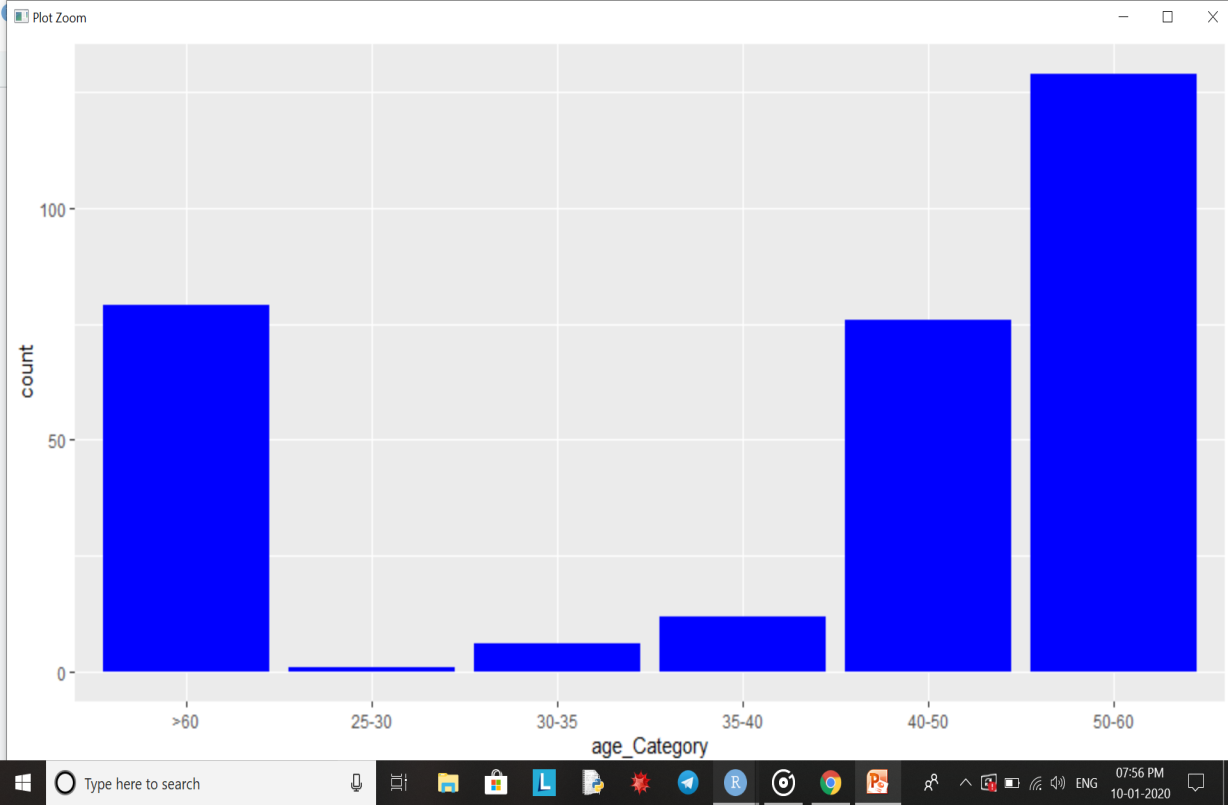 Plot Zoom
100
50
0
count
>60 25-30 30-35 35-40 40-50 50-60
age_Category
Type here to search
L
R
P
ENG
07:56 PM
10-01-2020